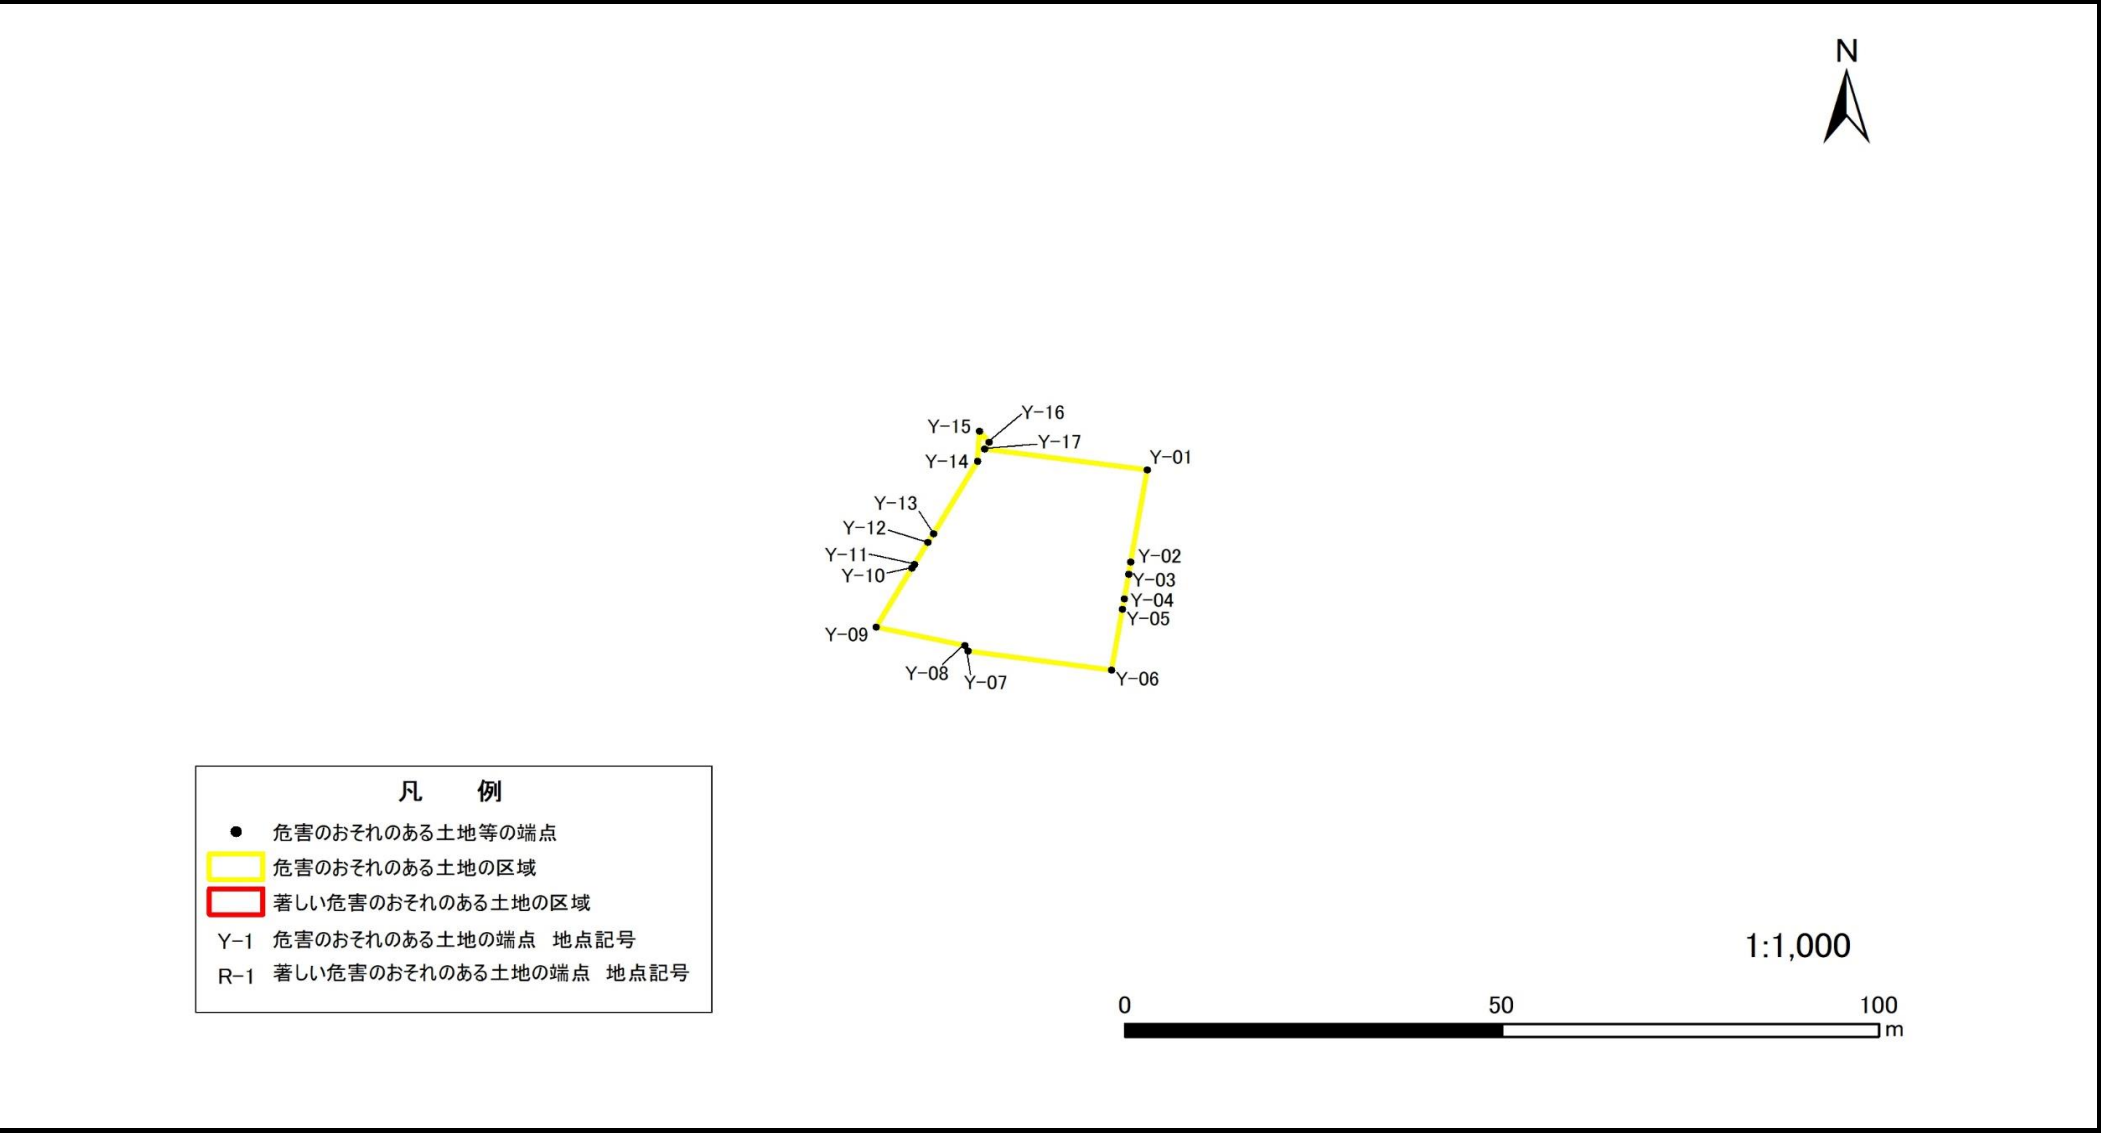 N
Y-16
Y-15
Y-17
Y-14
Y-01
Y-13
Y-12
Y-11
Y-10
Y-02
Y-03
Y-04
Y-05
Y-09
Y-08
Y-07
Y-06
凡 例
危害のおそれのある土地等の端点
危害のおそれのある土地の区域
著しい危害のおそれのある土地の区域
Y-1 危害のおそれのある土地の端点 地点記号
R-1 著しい危害のおそれのある土地の端点 地点記号
1:1,000
0 50 100
m